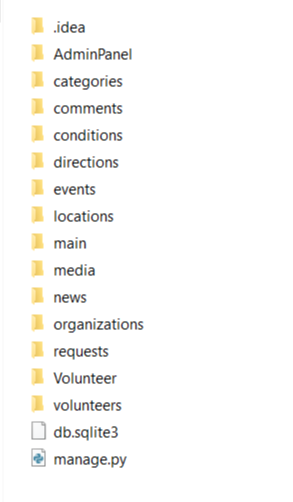 .idea
AdminPanel
categories
comments
conditions
directions
events
locations
main
media
news
organizations
requests
Volunteer
volunteers
db.sqlite3
manage.py